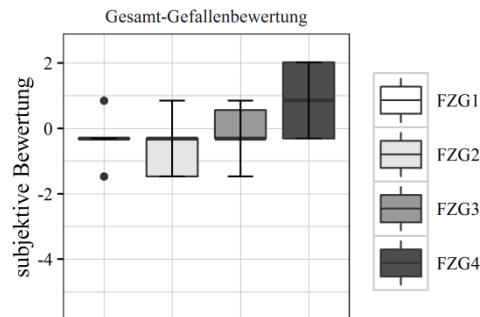 Gesamt-Gefallenbewertung
subjektive Bewertung
2
0
-2
-4
FZG1
FZG2
FZG3
FZG4